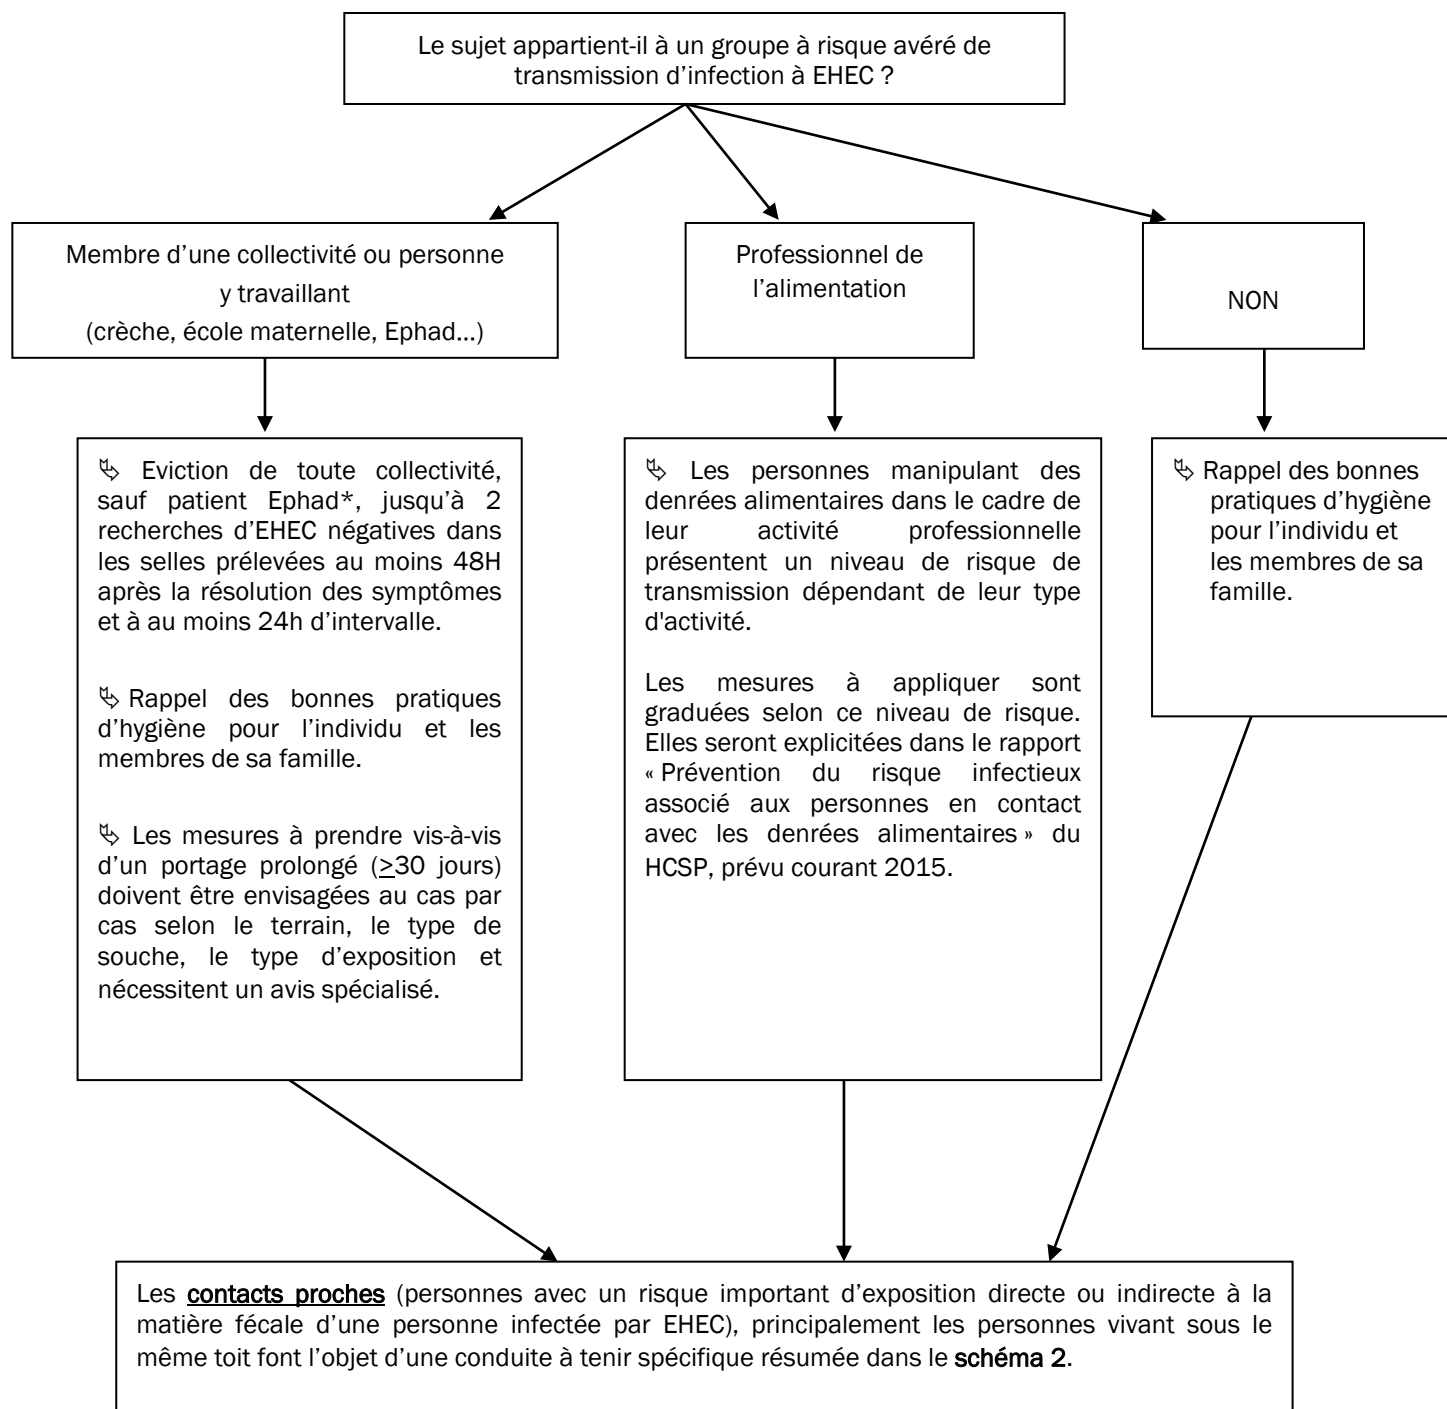 Le sujet appartient-il à un groupe à risque avéré de
transmission d'infection à EHEC ?
Membre d'une collectivité ou personne
y travaillant
(crèche, école maternelle, Ephad…)
Professionnel de
l'alimentation
NON
⮱ Eviction de toute collectivité,
sauf patient Ephad*, jusqu'à 2
recherches d'EHEC négatives dans
les selles prélevées au moins 48H
après la résolution des symptômes
et à au moins 24h d'intervalle.
⮱ Rappel des bonnes pratiques
d'hygiène pour l'individu et les
membres de sa famille.
⮱ Les mesures à prendre vis-à-vis
d'un portage prolongé (≥30 jours)
doivent être envisagées au cas par
cas selon le terrain, le type de
souche, le type d'exposition et
nécessitent un avis spécialisé.
⮱ Les personnes manipulant des
denrées alimentaires dans le cadre de
leur activité professionnelle
présentent un niveau de risque de
transmission dépendant de leur type
d'activité.
Les mesures à appliquer sont
graduées selon ce niveau de risque.
Elles seront explicitées dans le rapport
« Prévention du risque infectieux
associé aux personnes en contact
avec les denrées alimentaires » du
HCSP, prévu courant 2015.
⮱ Rappel des bonnes
pratiques d'hygiène
pour l'individu et
les membres de sa
famille.
Les contacts proches (personnes avec un risque important d'exposition directe ou indirecte à la
matière fécale d'une personne infectée par EHEC), principalement les personnes vivant sous le
même toit font l'objet d'une conduite à tenir spécifique résumée dans le schéma 2.